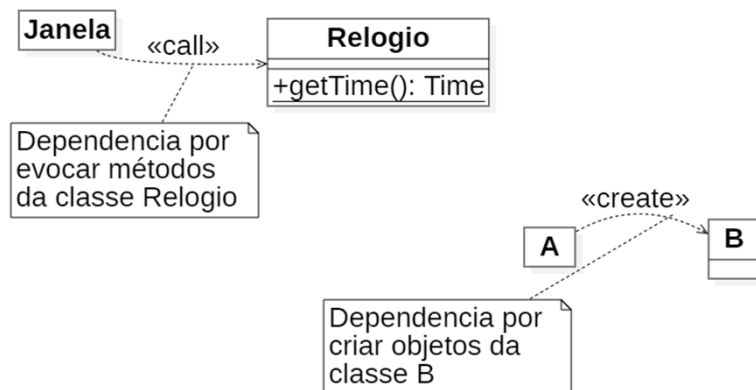 Janela
«call»
Relogio
+getTime(): Time
Dependencia por
evocar métodos
da classe Relogio
«create»
A
B
Dependencia por
criar objetos da
classe B